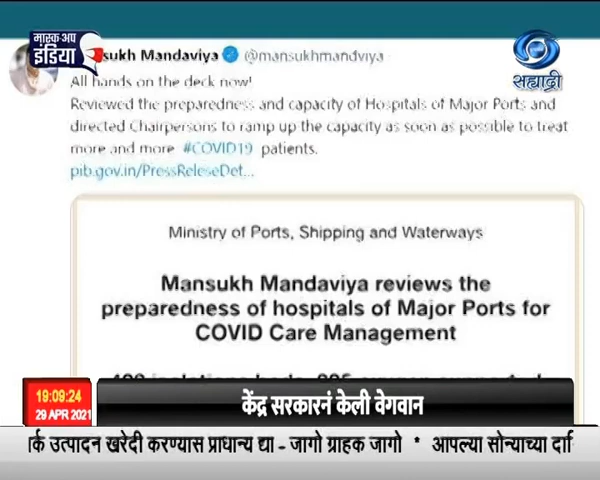 मास्क अप
इंडिया
sukh Mandaviya @mansukhmandviya
सह्याद्री
All hands on the deck now!
Reviewed the preparedness and capacity of Hospitals of Major Ports and
directed Chairpersons to ramp up the capacity as soon as possible to treat
more and more #COVID19 patients.
pib.gov.in/PressReleseDet...
Ministry of Ports, Shipping and Waterways
Mansukh Mandaviya reviews the
preparedness of hospitals of Major Ports for
COVID Care Management
19:09:24
29 APR 2021
केंद्र सरकारनं केली वेगवान
र्क उत्पादन खरेदी करण्यास प्राधान्य द्या - जागो ग्राहक जागो * आपल्या सोन्याच्या दागि